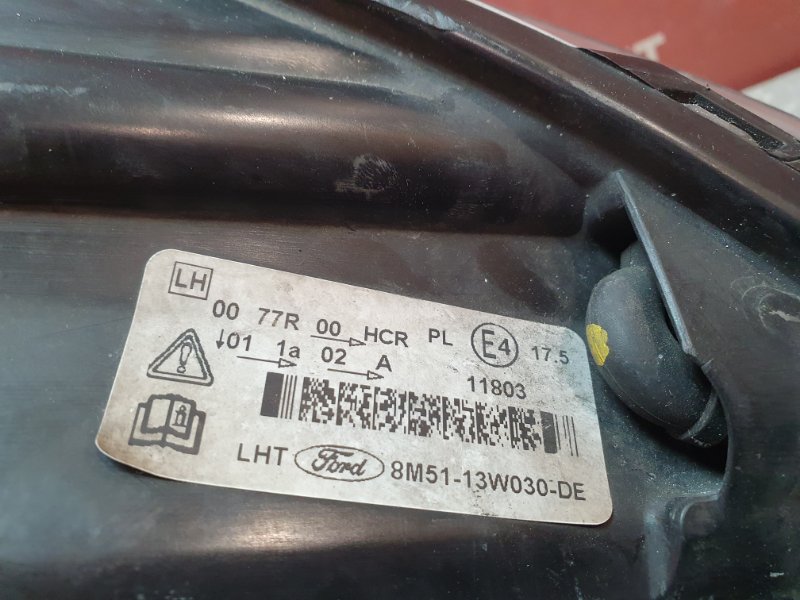 LH
00 77R 00 HCR PL E4 17.5
↓01 1a 02 A 11803
LHT Ford 8M51-13W030-DE